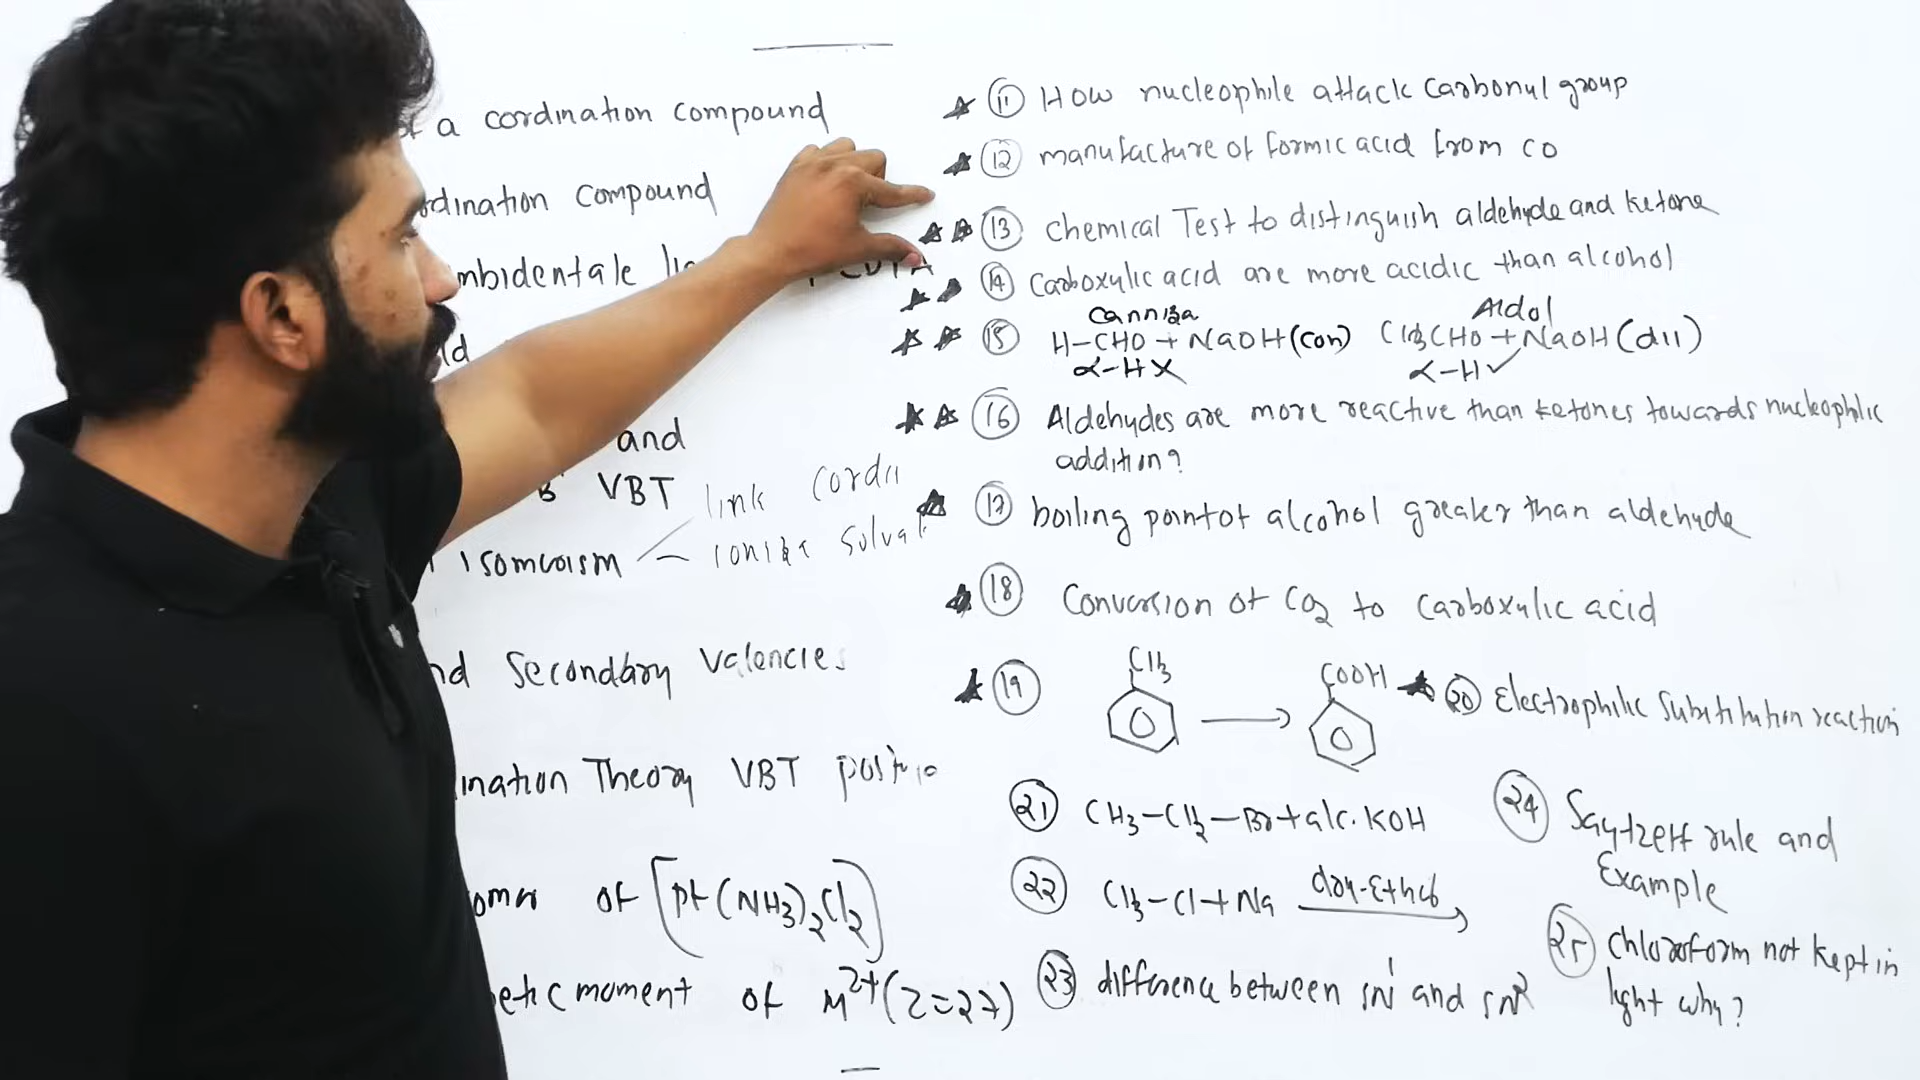 of a cordination compound
ordination compound
mbidentate
and
VBT
link cordi
Isomerism
ioniza solvat
nd Secondary valencies
ination Theory VBT postu
omer of [pt(NH3)2Cl2]
netic moment of M2+(Z=27)
11 How nucleophile attack carbonyl group
12 manufacture of formic acid from co
13 chemical Test to distinguish aldehyde and ketone
14 carboxylic acid are more acidic than alcohol
canniza
Aldol
15 H-CHO + NaOH(con) CH3CHO + NaOH(dil)
α-H X α-H ✓
16 Aldehydes are more reactive than ketones towards nucleophilic
addition?
17 boiling point of alcohol greater than aldehyde
18 Conversion of CO2 to carboxylic acid
19 CH3 → COOH
20 Electrophilic Substitution reaction
21 CH3-CH2-Br+alc.KOH
22 CH3-Cl+Na dry-Ether
23 difference between SN1 and SN2
24 Saytzeff rule and
Example
25 chloroform not kept in
light why?